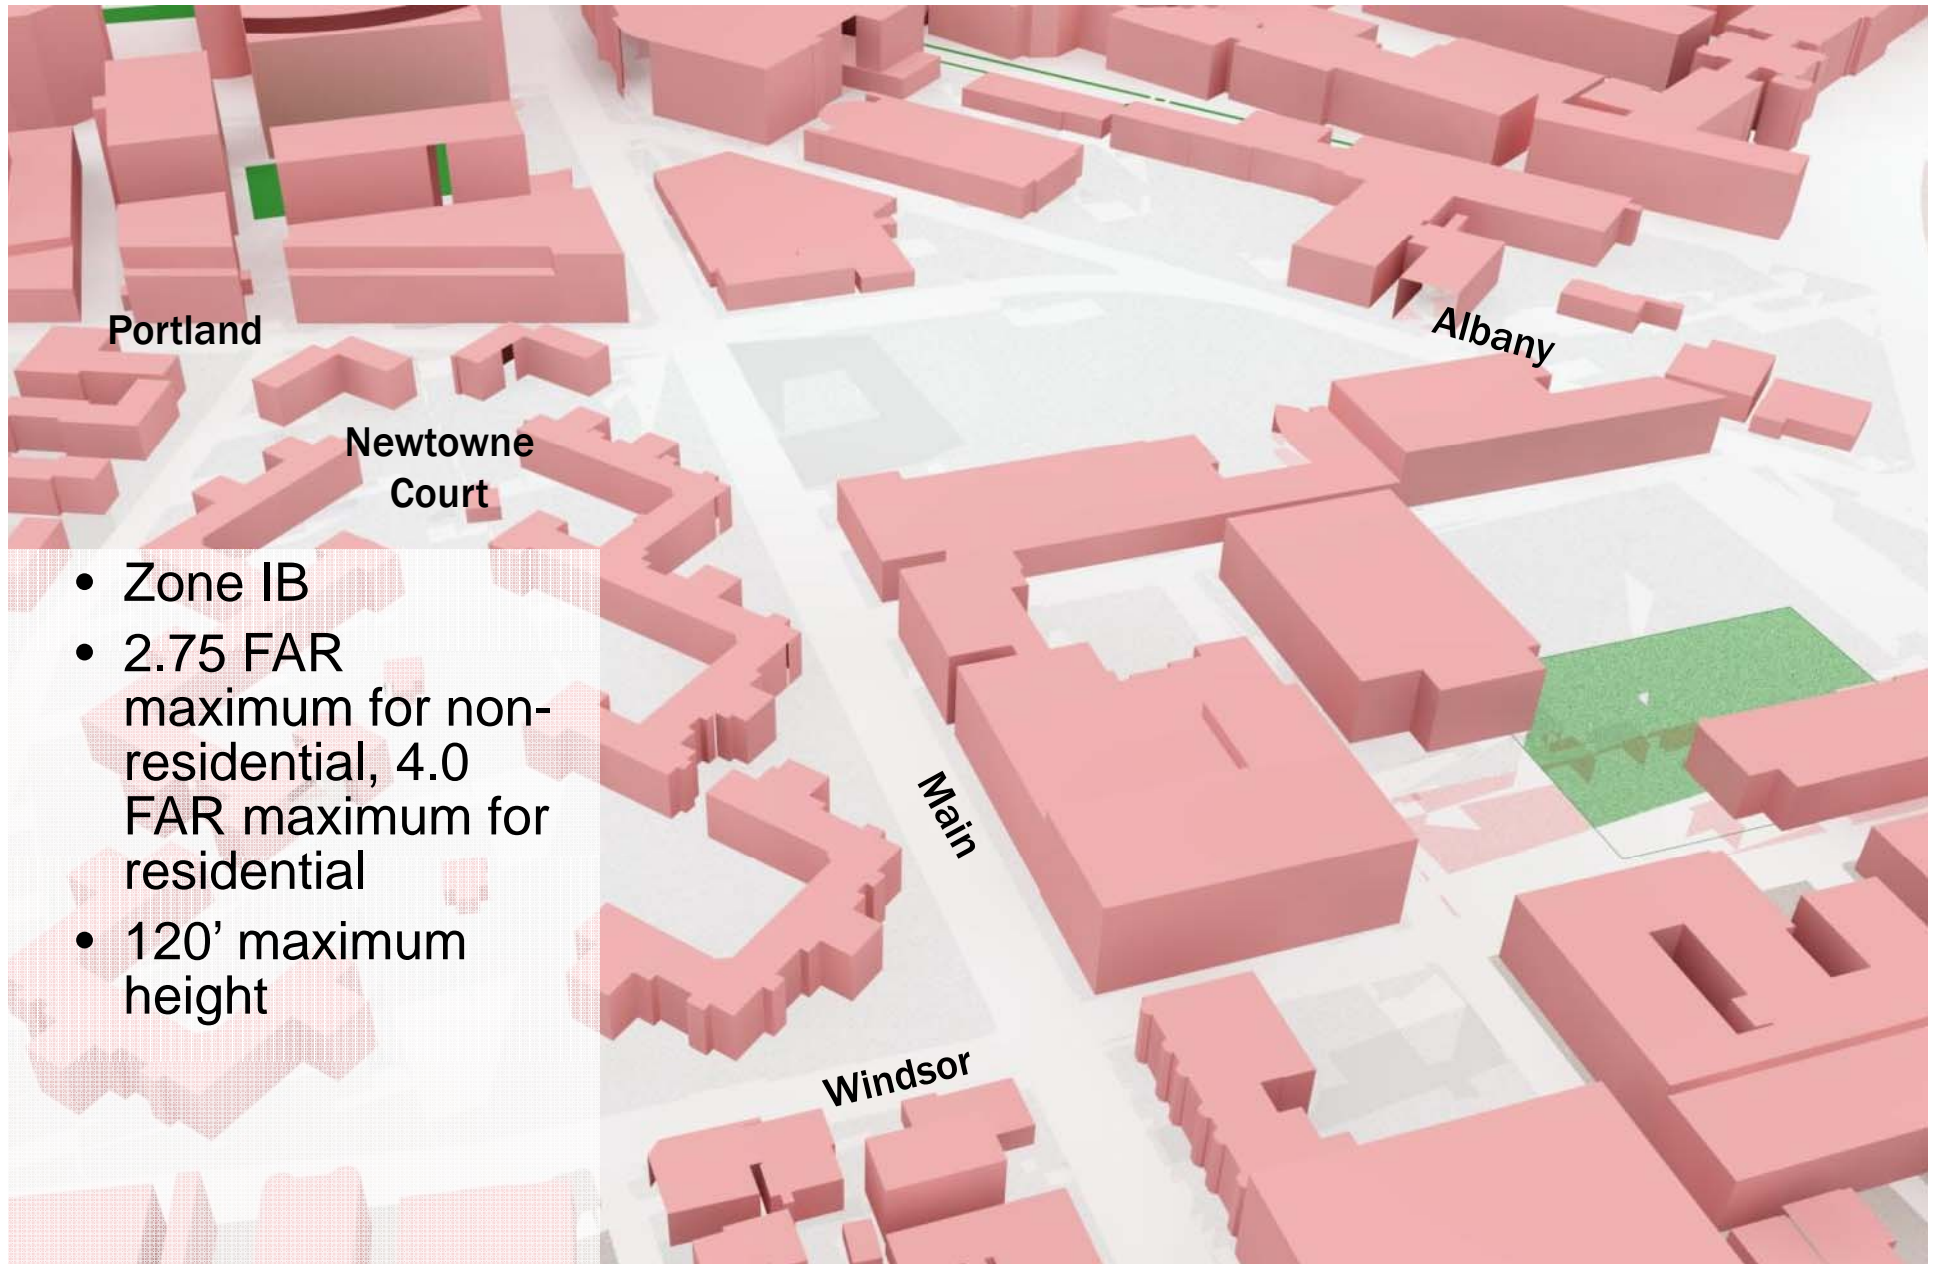 Portland
Albany
Newtowne
Court
• Zone IB
• 2.75 FAR
maximum for non-
residential, 4.0
FAR maximum for
residential
• 120’ maximum
height
Main
Windsor